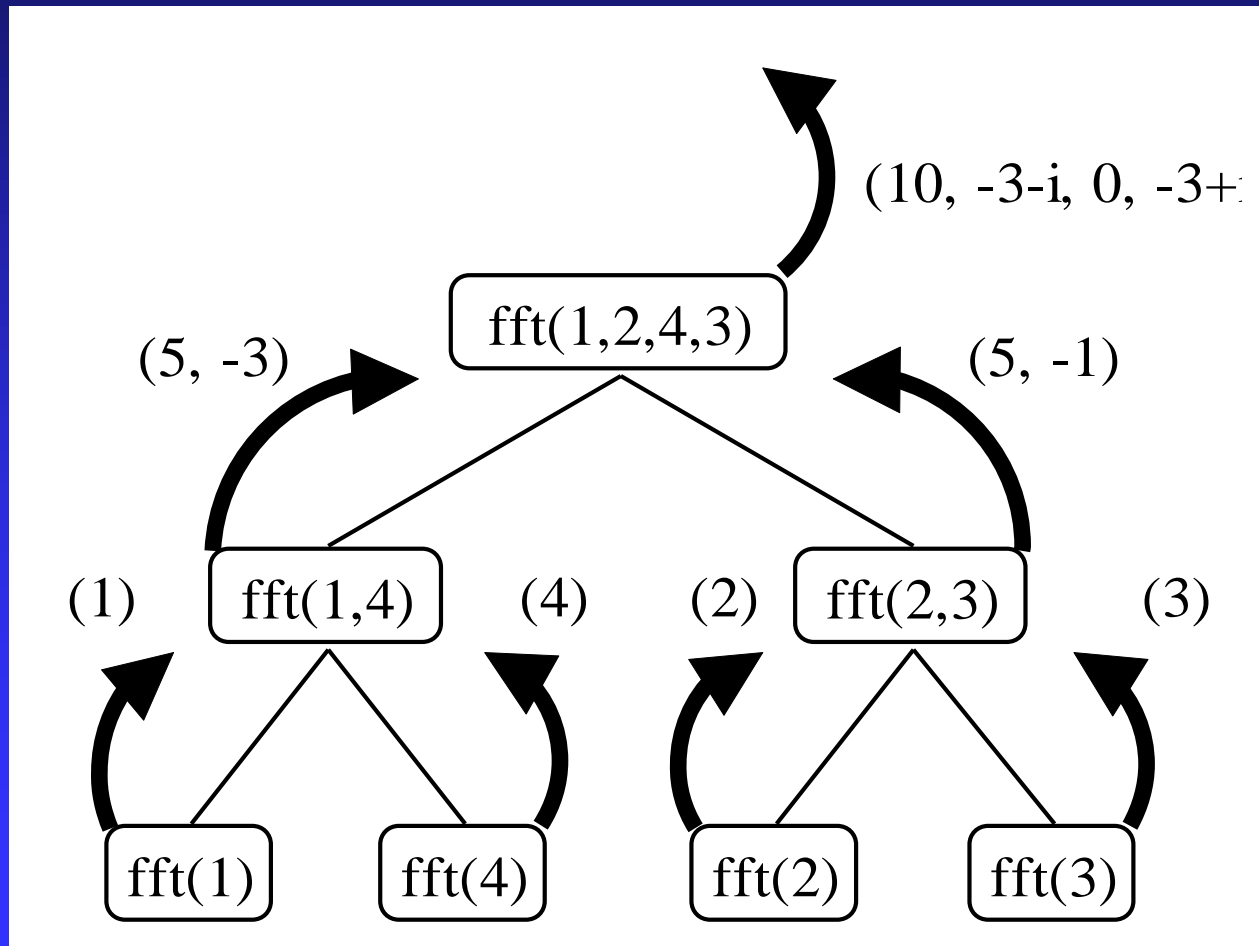 (10, -3-i, 0, -3+
fft(1,2,4,3)
(5, -3)
(5, -1)
(1)
fft(1,4)
(4)
(2)
fft(2,3)
(3)
fft(1)
fft(4)
fft(2)
fft(3)